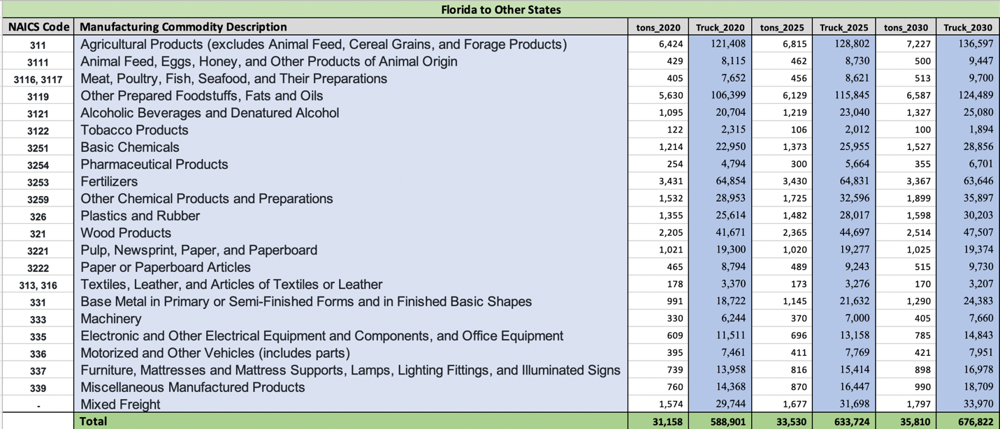 Florida to Other States
NAICS Code Manufacturing Commodity Description tons_2020 Truck_2020 tons_2025 Truck_2025 tons_2030 Truck_2030
311 Agricultural Products (excludes Animal Feed, Cereal Grains, and Forage Products) 6,424 121,408 6,815 128,802 7,227 136,597
3111 Animal Feed, Eggs, Honey, and Other Products of Animal Origin 429 8,115 462 8,730 500 9,447
3116, 3117 Meat, Poultry, Fish, Seafood, and Their Preparations 405 7,652 456 8,621 513 9,700
3119 Other Prepared Foodstuffs, Fats and Oils 5,630 106,399 6,129 115,845 6,587 124,489
3121 Alcoholic Beverages and Denatured Alcohol 1,095 20,704 1,219 23,040 1,327 25,080
3122 Tobacco Products 122 2,315 106 2,012 100 1,894
3251 Basic Chemicals 1,214 22,950 1,373 25,955 1,527 28,856
3254 Pharmaceutical Products 254 4,794 300 5,664 355 6,701
3253 Fertilizers 3,431 64,854 3,430 64,831 3,367 63,646
3259 Other Chemical Products and Preparations 1,532 28,953 1,725 32,596 1,899 35,897
326 Plastics and Rubber 1,355 25,614 1,482 28,017 1,598 30,203
321 Wood Products 2,205 41,671 2,365 44,697 2,514 47,507
3221 Pulp, Newsprint, Paper, and Paperboard 1,021 19,300 1,020 19,277 1,025 19,374
3222 Paper or Paperboard Articles 465 8,794 489 9,243 515 9,730
313, 316 Textiles, Leather, and Articles of Textiles or Leather 178 3,370 173 3,276 170 3,207
331 Base Metal in Primary or Semi-Finished Forms and in Finished Basic Shapes 991 18,722 1,145 21,632 1,290 24,383
333 Machinery 330 6,244 370 7,000 405 7,660
335 Electronic and Other Electrical Equipment and Components, and Office Equipment 609 11,511 696 13,158 785 14,843
336 Motorized and Other Vehicles (includes parts) 395 7,461 411 7,769 421 7,951
337 Furniture, Mattresses and Mattress Supports, Lamps, Lighting Fittings, and Illuminated Signs 739 13,958 816 15,414 898 16,978
339 Miscellaneous Manufactured Products 760 14,368 870 16,447 990 18,709
- Mixed Freight 1,574 29,744 1,677 31,698 1,797 33,970
Total 31,158 588,901 33,530 633,724 35,810 676,822